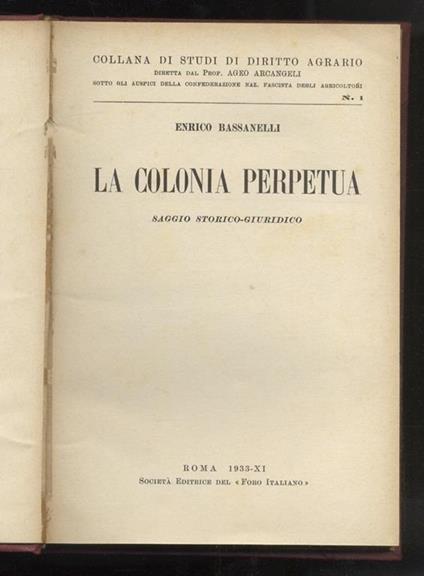 COLLANA DI STUDI DI DIRITTO AGRARIO
DIRETTA DAL PROF. AGEO ARCANGELI
SOTTO GLI AUSPICI DELLA CONFEDERAZIONE NAZ. FASCISTA DEGLI AGRICOLTORI
N. 1
ENRICO BASSANELLI
LA COLONIA PERPETUA
SAGGIO STORICO-GIURIDICO
ROMA 1933-XI
SOCIETÀ EDITRICE DEL «FORO ITALIANO»